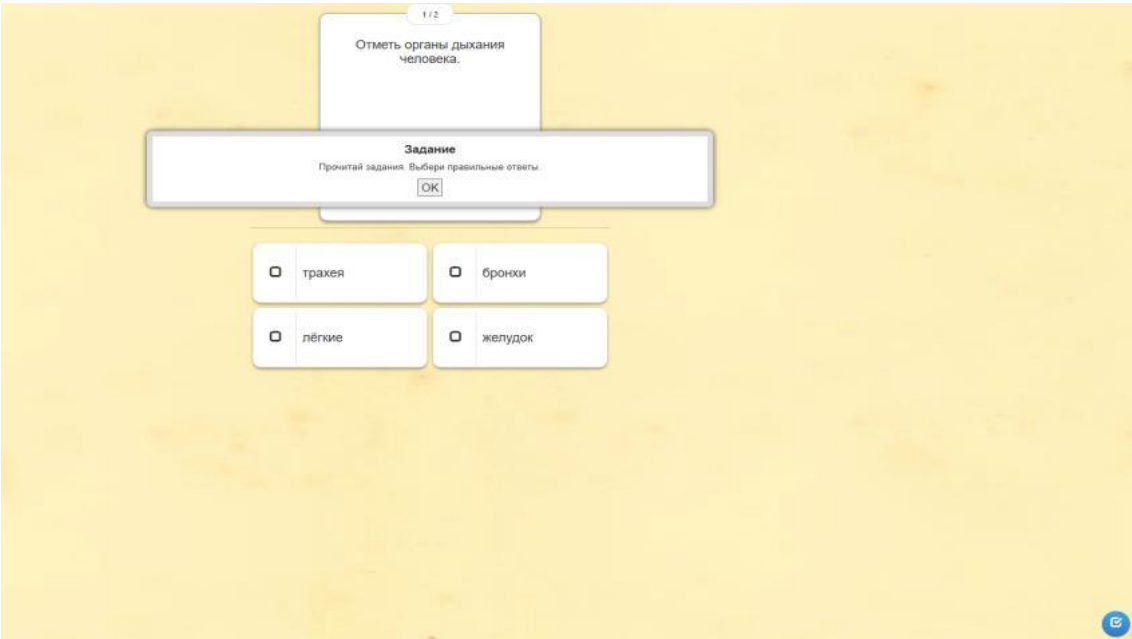 1 / 2
Отметь органы дыхания
человека.
Задание
Прочитай задания. Выбери правильные ответы.
OK
трахея
бронхи
лёгкие
желудок